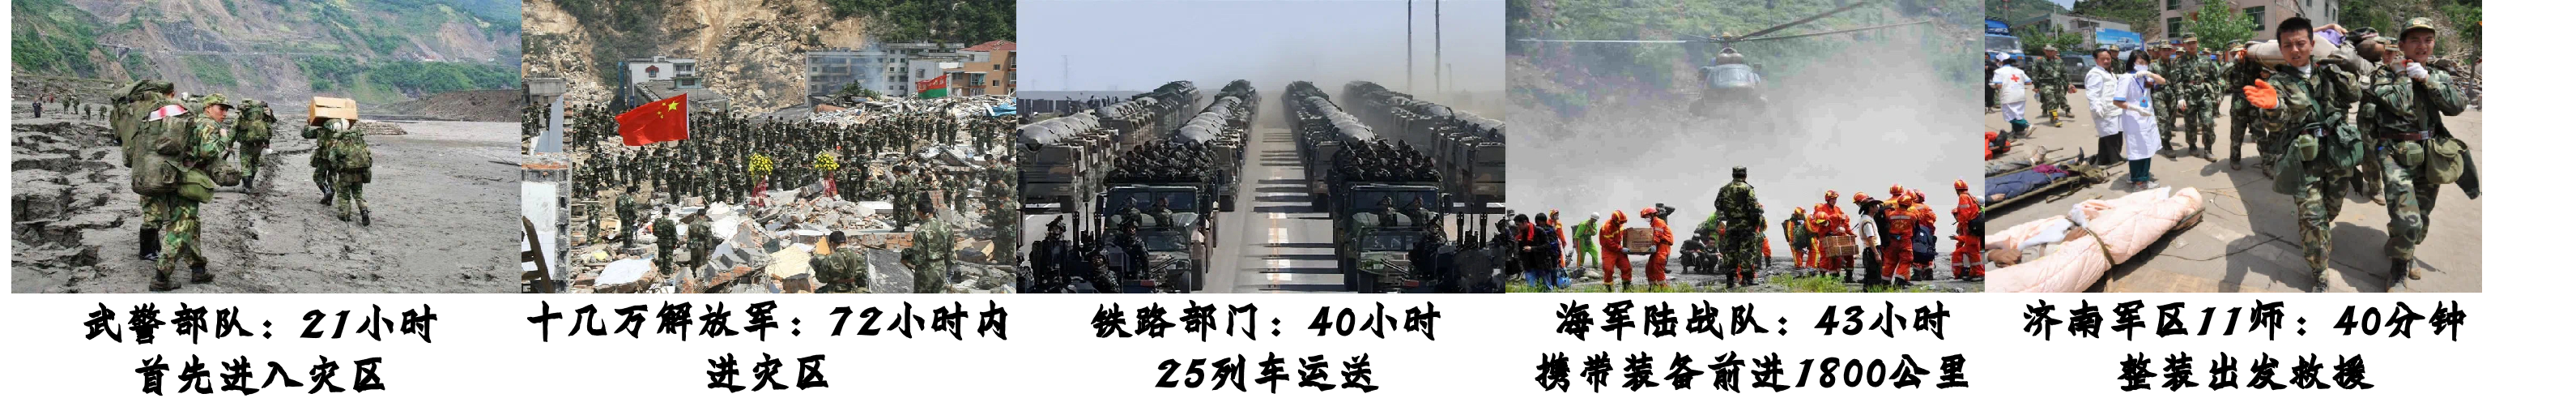 武警部队：21小时
首先进入灾区
十几万解放军：72小时内
进灾区
铁路部门：40小时
25列车运送
海军陆战队：43小时
携带装备前进1800公里
济南军区11师：40分钟
整装出发救援